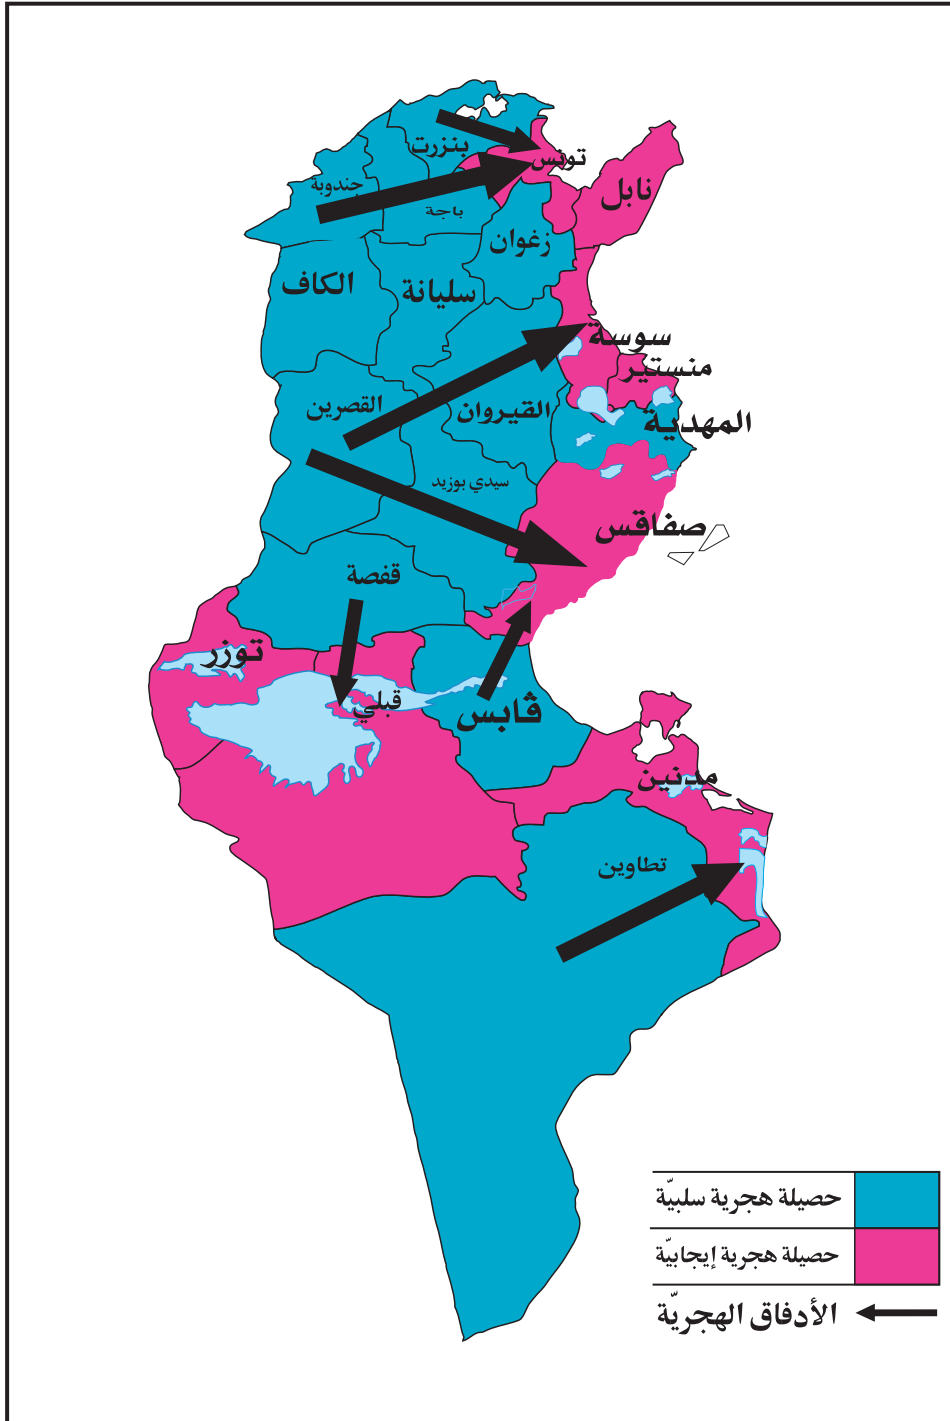 بنزرت
تونس
جندوبة
باجة
نابل
زغوان
الكاف
سليانة
سوسة
منستير
القصرين
القيروان
المهدية
سيدي بوزيد
صفاقس
قفصة
توزر
قبلي
ڤابس
مدنين
تطاوين
حصيلة هجرية سلبيّة
حصيلة هجرية إيجابيّة
الأدفاق الهجريّة